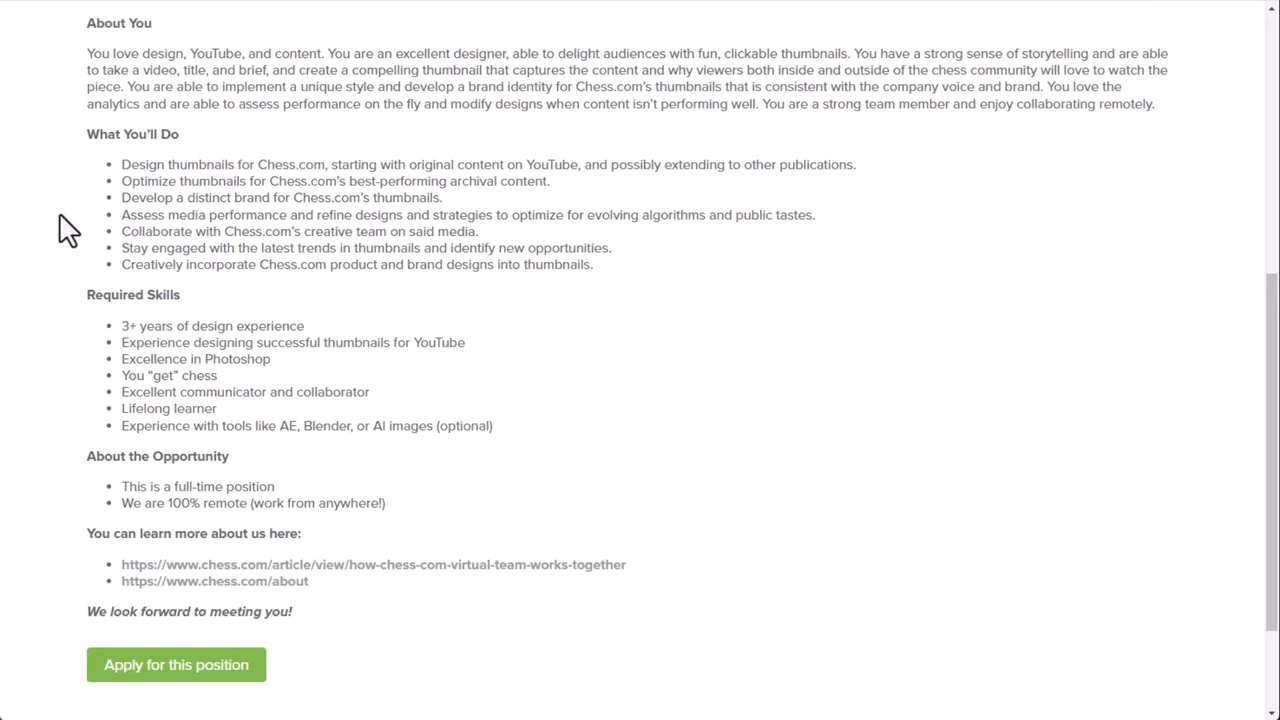 About You
You love design, YouTube, and content. You are an excellent designer, able to delight audiences with fun, clickable thumbnails. You have a strong sense of storytelling and are able
to take a video, title, and brief, and create a compelling thumbnail that captures the content and why viewers both inside and outside of the chess community will love to watch the
piece. You are able to implement a unique style and develop a brand identity for Chess.com’s thumbnails that is consistent with the company voice and brand. You love the
analytics and are able to assess performance on the fly and modify designs when content isn’t performing well. You are a strong team member and enjoy collaborating remotely.
What You’ll Do
• Design thumbnails for Chess.com, starting with original content on YouTube, and possibly extending to other publications.
• Optimize thumbnails for Chess.com’s best-performing archival content.
• Develop a distinct brand for Chess.com’s thumbnails.
• Assess media performance and refine designs and strategies to optimize for evolving algorithms and public tastes.
• Collaborate with Chess.com’s creative team on said media.
• Stay engaged with the latest trends in thumbnails and identify new opportunities.
• Creatively incorporate Chess.com product and brand designs into thumbnails.
Required Skills
• 3+ years of design experience
• Experience designing successful thumbnails for YouTube
• Excellence in Photoshop
• You “get” chess
• Excellent communicator and collaborator
• Lifelong learner
• Experience with tools like AE, Blender, or AI images (optional)
About the Opportunity
• This is a full-time position
• We are 100% remote (work from anywhere!)
You can learn more about us here:
• https://www.chess.com/article/view/how-chess-com-virtual-team-works-together
• https://www.chess.com/about
We look forward to meeting you!
Apply for this position